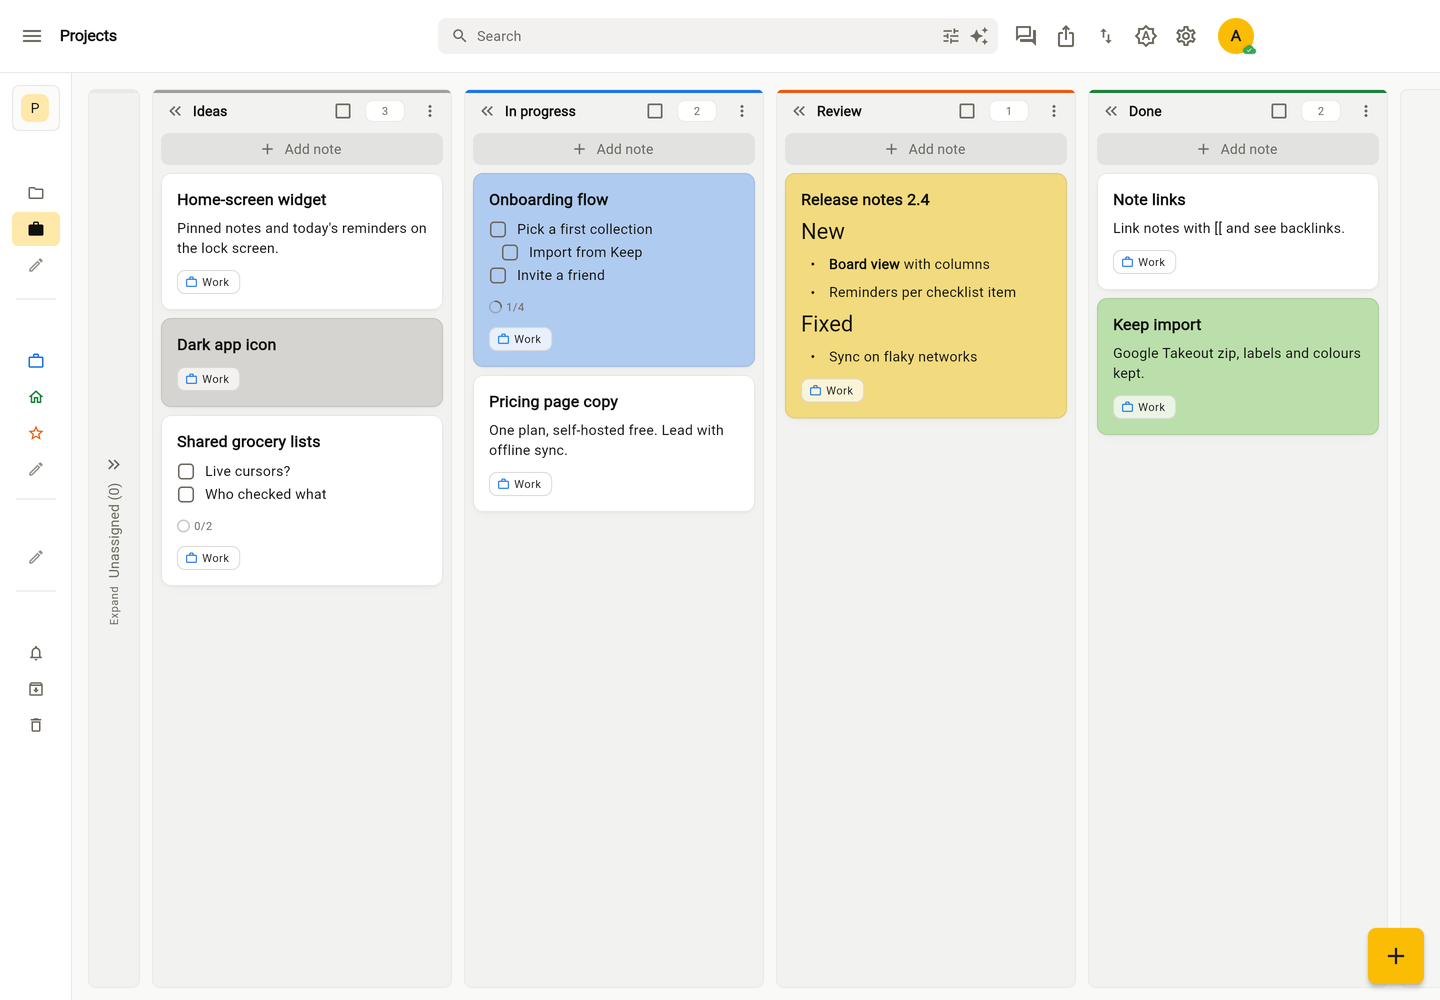 Projects
Search
A
P
Expand Unassigned (0)
Ideas
3
Add note
Home-screen widget
Pinned notes and today's reminders on
the lock screen.
Work
Dark app icon
Work
Shared grocery lists
Live cursors?
Who checked what
0/2
Work
In progress
2
Add note
Onboarding flow
Pick a first collection
Import from Keep
Invite a friend
1/4
Work
Pricing page copy
One plan, self-hosted free. Lead with
offline sync.
Work
Review
1
Add note
Release notes 2.4
New
• Board view with columns
• Reminders per checklist item
Fixed
• Sync on flaky networks
Work
Done
2
Add note
Note links
Link notes with [[ and see backlinks.
Work
Keep import
Google Takeout zip, labels and colours
kept.
Work